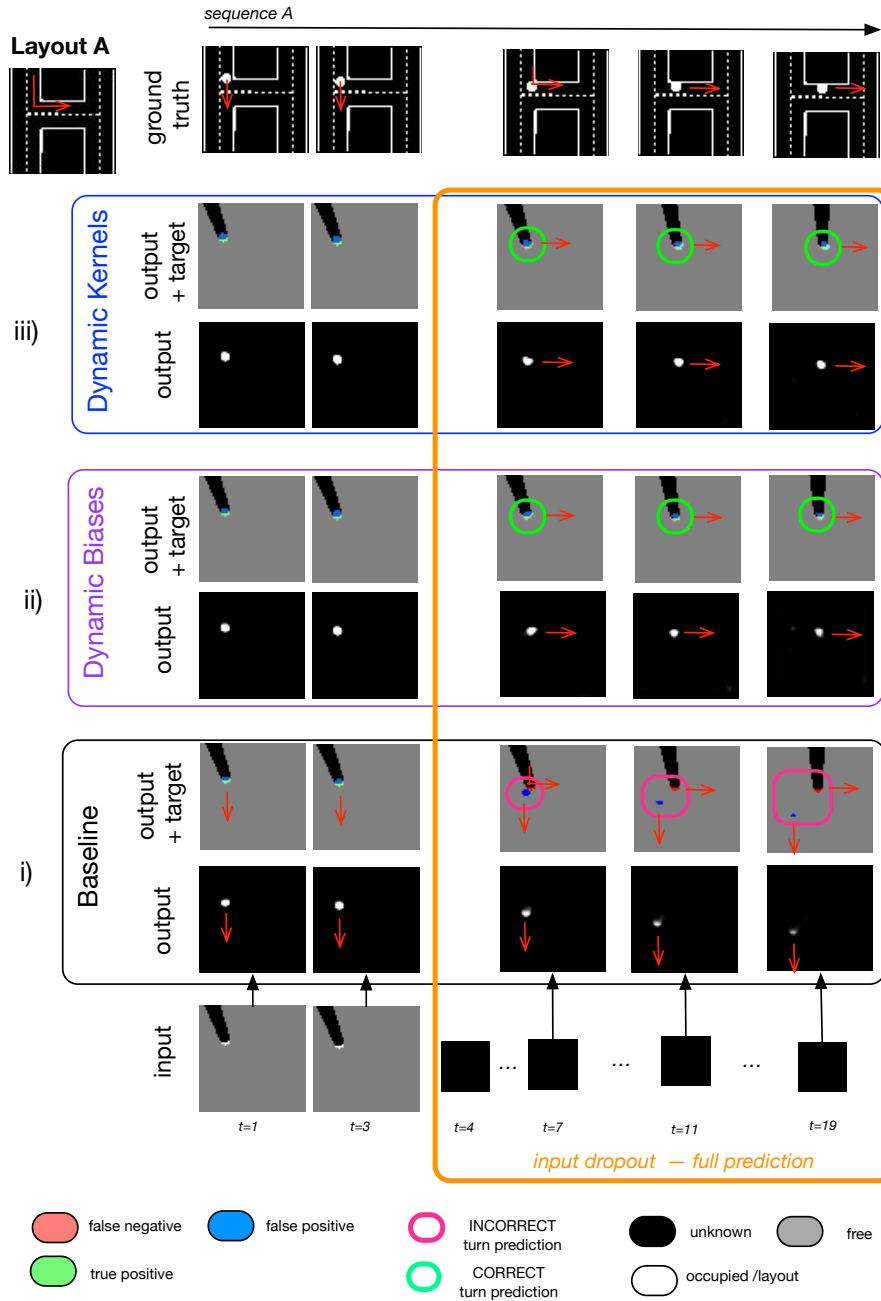 sequence A
Layout A
ground
truth
iii)
Dynamic Kernels
output
+ target
output
ii)
Dynamic Biases
output
+ target
output
i)
Baseline
output
+ target
output
input
... ... ...
t=1 t=3 t=4 t=7 t=11 t=19
input dropout — full prediction
false negative false positive INCORRECT
turn prediction unknown free
true positive CORRECT
turn prediction occupied /layout